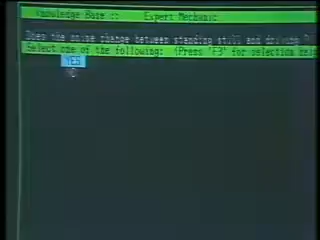 Knowledge Base :: Expert Mechanic
Does the noise change between standing still and driving ?
Select one of the following: (Press "F3" for selection help
YES